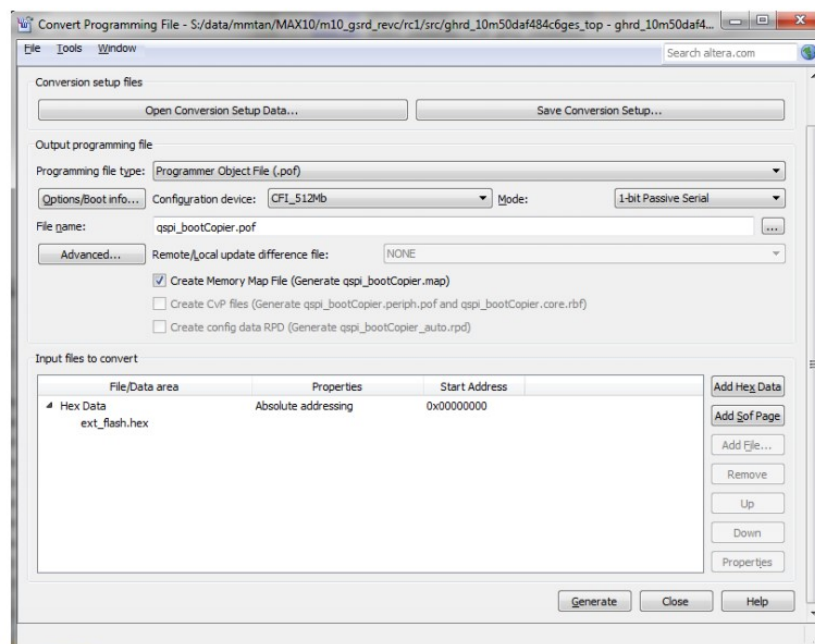 Convert Programming File - S:/data/mmtan/MAX10/m10_gsrd_revc/rc1/src/ghrd_10m50daf484c6ges_top - ghrd_10m50daf4...
File Tools Window
Search altera.com
Conversion setup files
Open Conversion Setup Data... Save Conversion Setup...
Output programming file
Programming file type: Programmer Object File (.pof)
Options/Boot info... Configuration device: CFI_512Mb Mode: 1-bit Passive Serial
File name: qspi_bootCopier.pof ...
Advanced... Remote/Local update difference file: NONE
Create Memory Map File (Generate qspi_bootCopier.map)
Create CvP files (Generate qspi_bootCopier.periph.pof and qspi_bootCopier.core.rbf)
Create config data RPD (Generate qspi_bootCopier_auto.rpd)
Input files to convert
File/Data area Properties Start Address Add Hex Data
Hex Data Absolute addressing 0x00000000
Add Sof Page
ext_flash.hex
Add File...
Remove
Up
Down
Properties
Generate Close Help